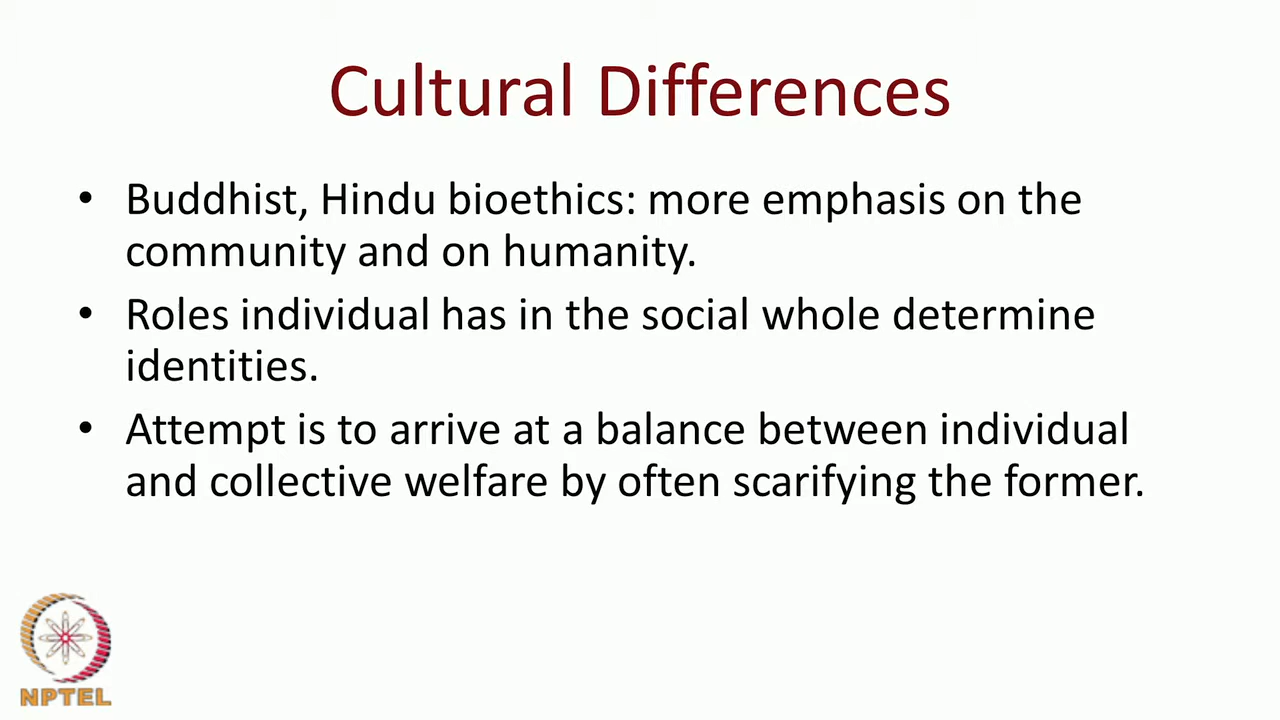 Cultural Differences
• Buddhist, Hindu bioethics: more emphasis on the
community and on humanity.
• Roles individual has in the social whole determine
identities.
• Attempt is to arrive at a balance between individual
and collective welfare by often scarifying the former.
NPTEL